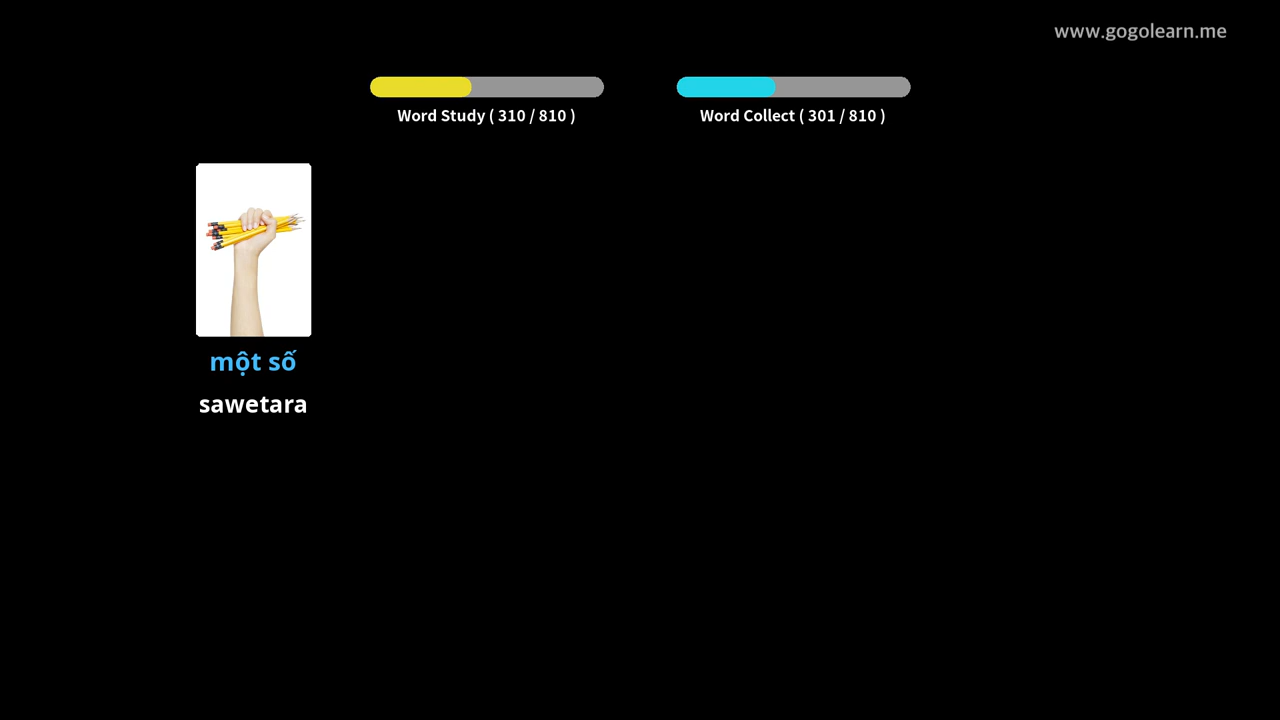 www.gogolearn.me
Word Study ( 310 / 810 )
Word Collect ( 301 / 810 )
một số
sawetara